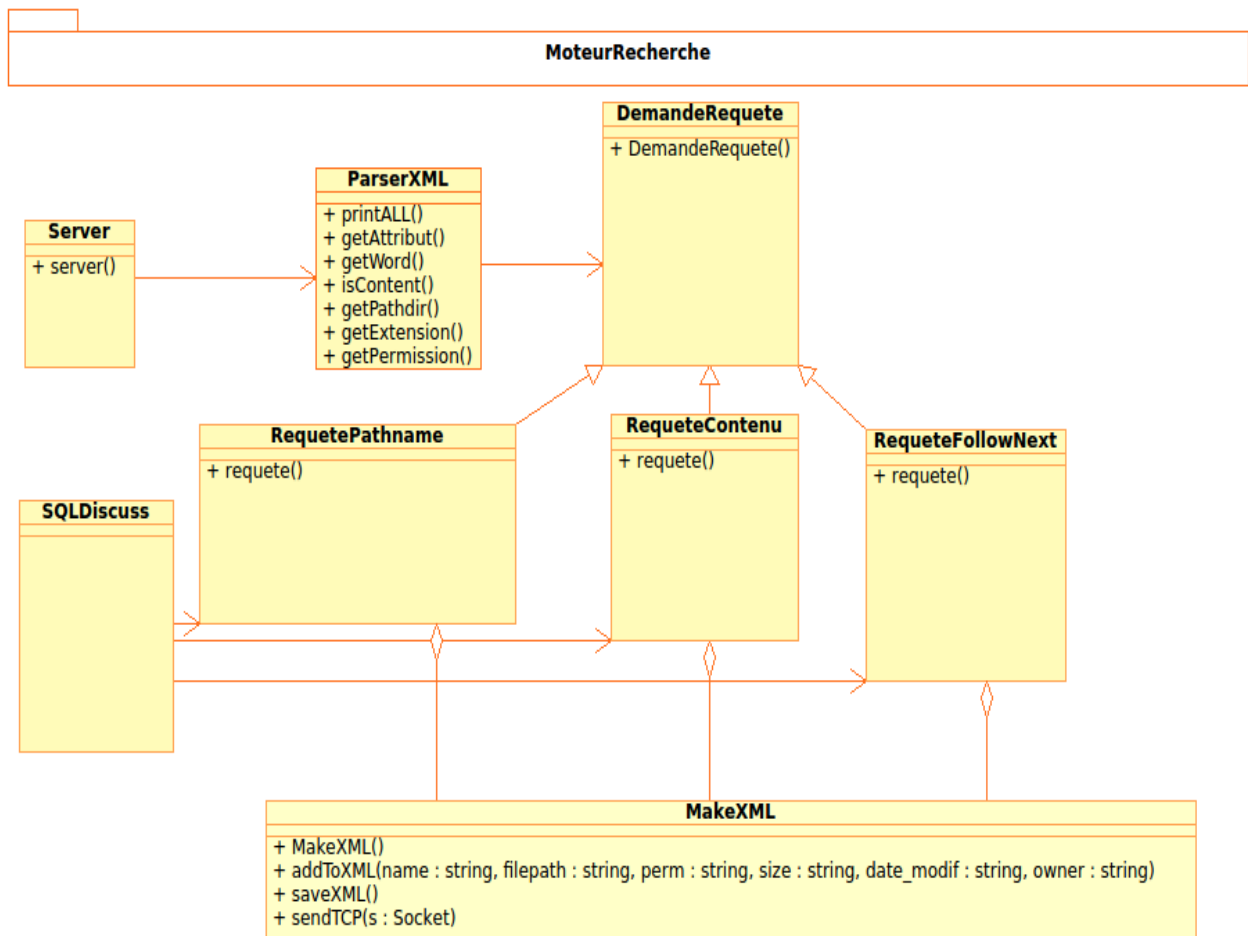 MoteurRecherche
DemandeRequete
+ DemandeRequete()
ParserXML
+ printALL()
+ getAttribut()
+ getWord()
+ isContent()
+ getPathdir()
+ getExtension()
+ getPermission()
Server
+ server()
RequetePathname
+ requete()
RequeteContenu
+ requete()
RequeteFollowNext
+ requete()
SQLDiscuss
MakeXML
+ MakeXML()
+ addToXML(name : string, filepath : string, perm : string, size : string, date_modif : string, owner : string)
+ saveXML()
+ sendTCP(s : Socket)